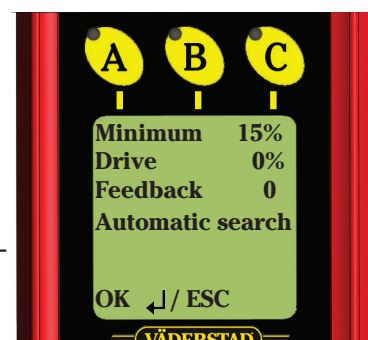 A B C
Minimum 15%
Drive 0%
Feedback 0
Automatic search
OK ↵ / ESC
VÄDERSTAD